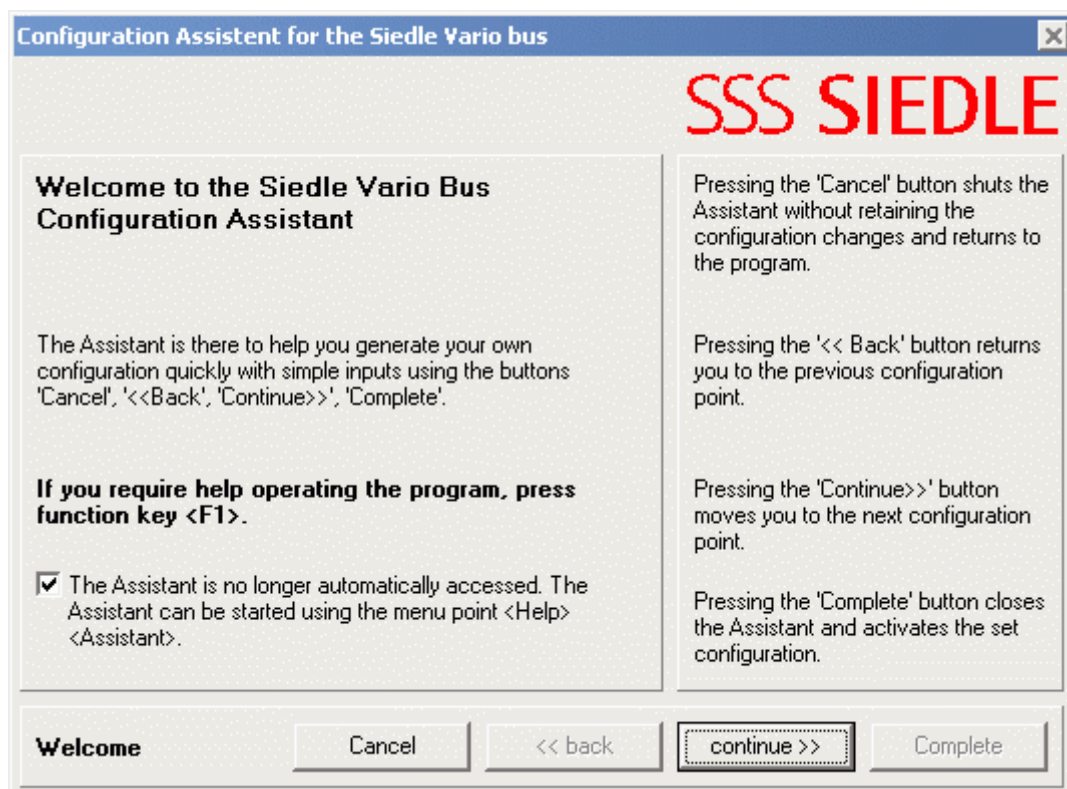 Configuration Assistent for the Siedle Vario bus
SSS SIEDLE
Welcome to the Siedle Vario Bus
Configuration Assistant
The Assistant is there to help you generate your own
configuration quickly with simple inputs using the buttons
'Cancel', '<<Back', 'Continue>>', 'Complete'.
If you require help operating the program, press
function key <F1>.
The Assistant is no longer automatically accessed. The
Assistant can be started using the menu point <Help>
<Assistant>.
Pressing the 'Cancel' button shuts the
Assistant without retaining the
configuration changes and returns to
the program.
Pressing the '<< Back' button returns
you to the previous configuration
point.
Pressing the 'Continue>>' button
moves you to the next configuration
point.
Pressing the 'Complete' button closes
the Assistant and activates the set
configuration.
Welcome
Cancel
<< back
continue >>
Complete